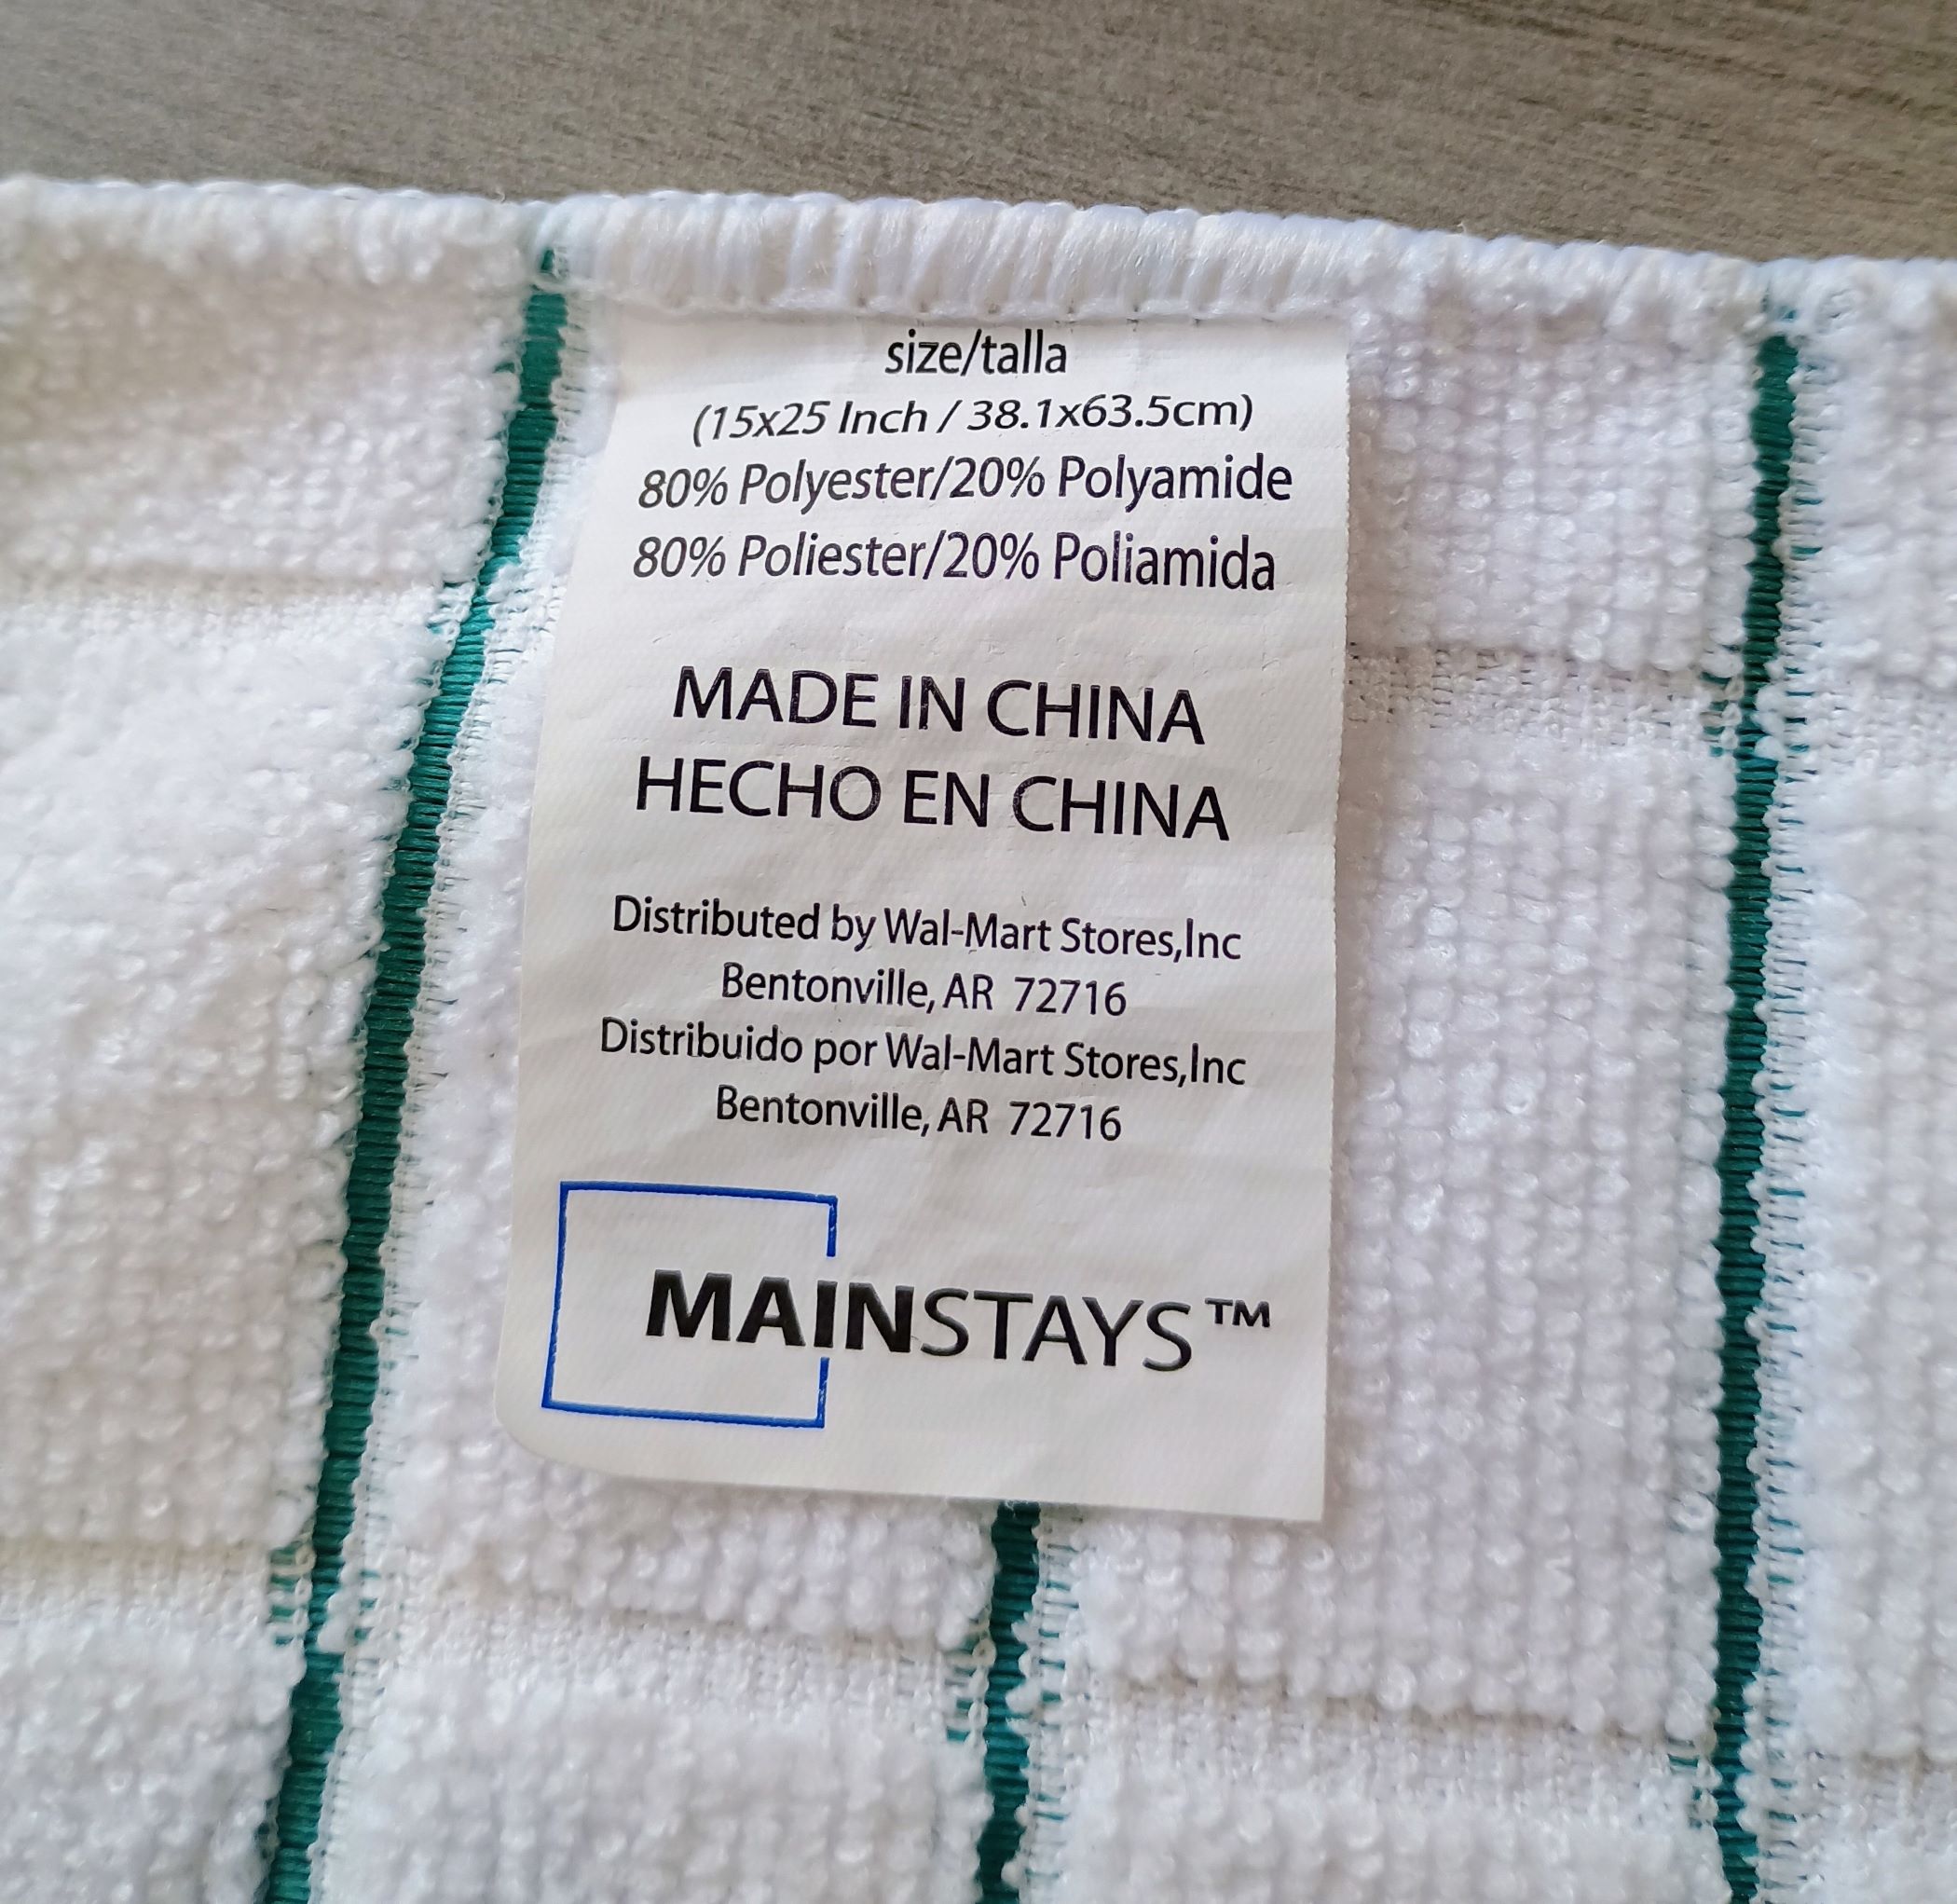 size/talla
(15x25 Inch / 38.1x63.5cm)
80% Polyester/20% Polyamide
80% Poliester/20% Poliamida
MADE IN CHINA
HECHO EN CHINA
Distributed by Wal-Mart Stores,Inc
Bentonville, AR 72716
Distribuido por Wal-Mart Stores,Inc
Bentonville, AR 72716
MAINSTAYS™